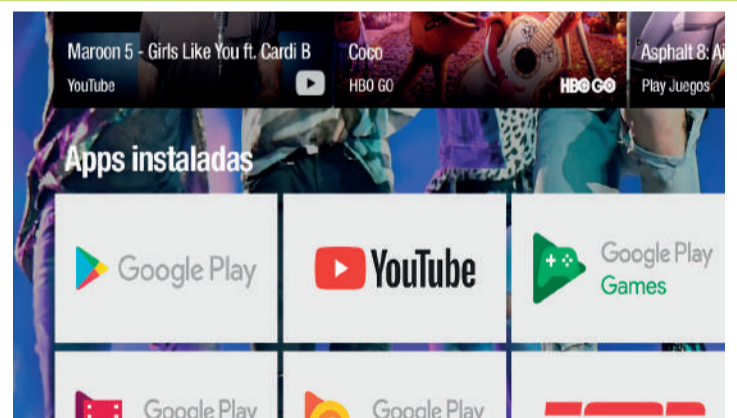 Maroon 5 - Girls Like You ft. Cardi B
YouTube
Coco
HBO GO
HBO GO
Asphalt 8: Ai
Play Juegos
Apps instaladas
Google Play
YouTube
Google Play
Games
Google Play
Google Play